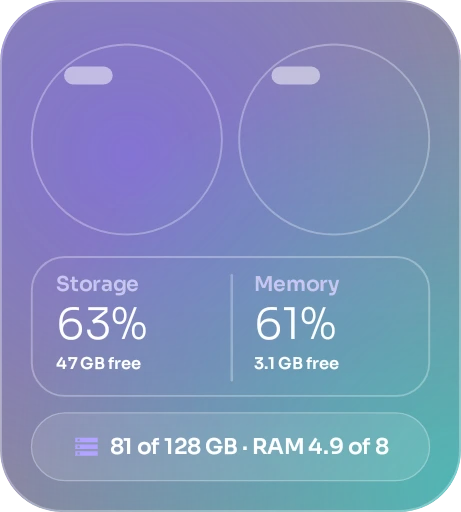 Storage
63%
47 GB free
Memory
61%
3.1 GB free
81 of 128 GB · RAM 4.9 of 8